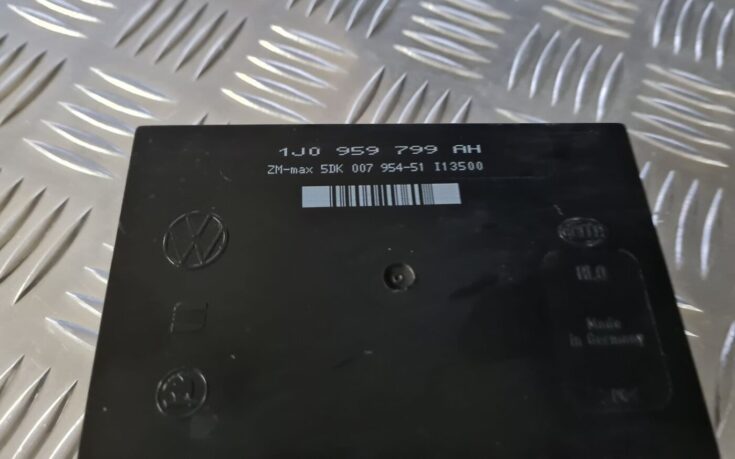 1J0 959 799 AH
ZM-max 5DK 007 954-51 I13500
Made
in Germany